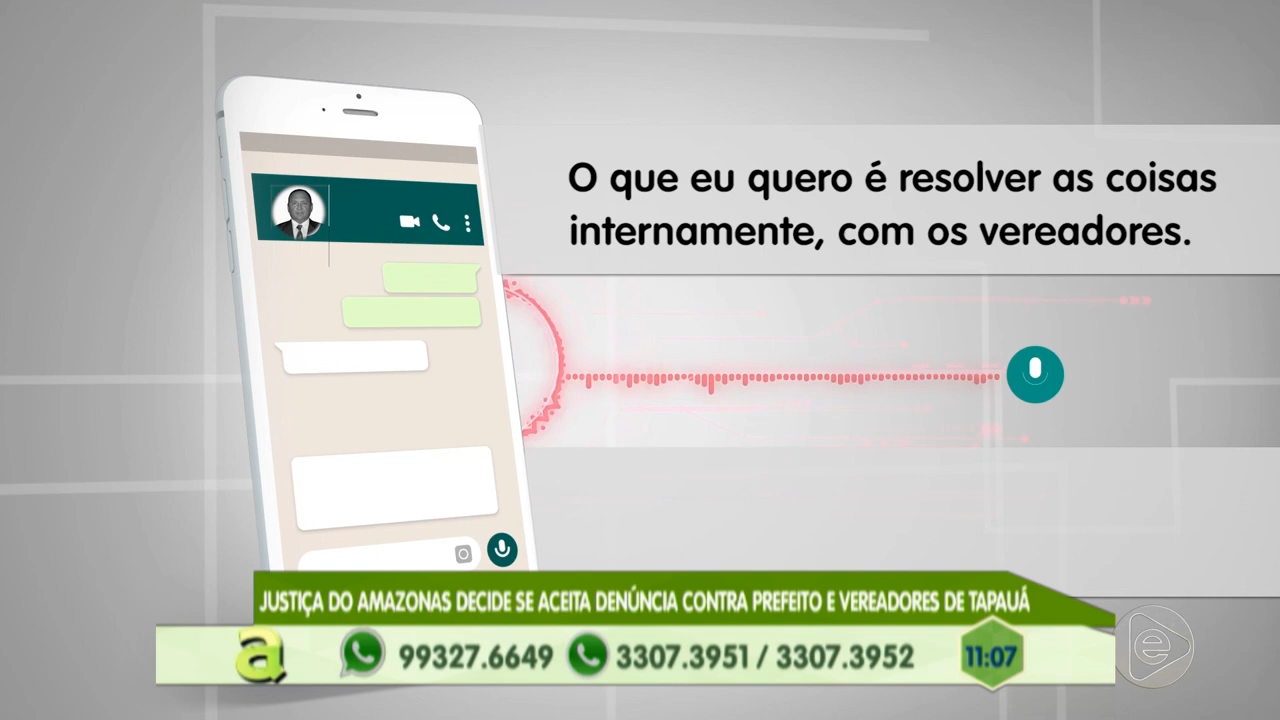 O que eu quero é resolver as coisas
internamente, com os vereadores.
JUSTIÇA DO AMAZONAS DECIDE SE ACEITA DENÚNCIA CONTRA PREFEITO E VEREADORES DE TAPAUÁ
a 99327.6649 3307.3951 / 3307.3952 11:07
e